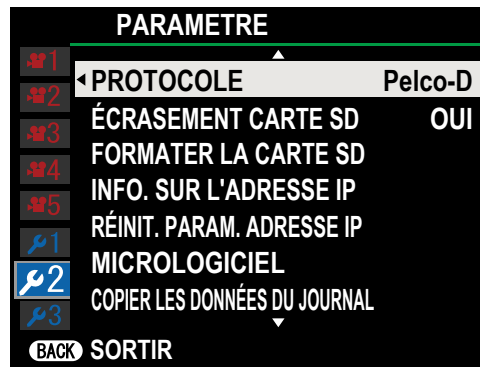 PARAMETRE
1
2
3
4
5
1
2
3
PROTOCOLE Pelco-D
ÉCRASEMENT CARTE SD OUI
FORMATER LA CARTE SD
INFO. SUR L'ADRESSE IP
RÉINIT. PARAM. ADRESSE IP
MICROLOGICIEL
COPIER LES DONNÉES DU JOURNAL
BACK SORTIR